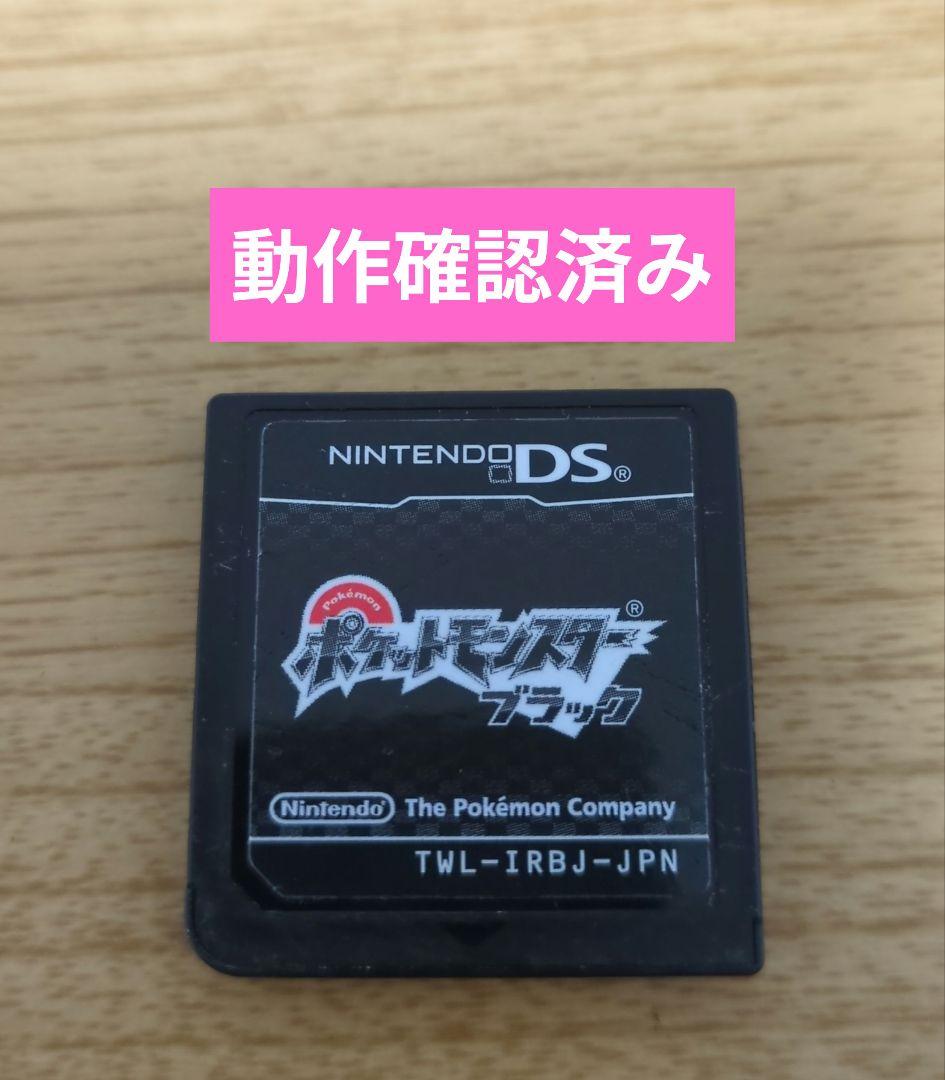 動作確認済み
NINTENDO DS®
Pokémon
ポケットモンスター®
ブラック
Nintendo® The Pokémon Company
TWL-IRBJ-JPN